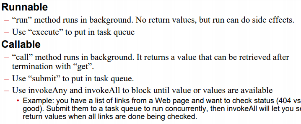 Runnable
– "run" method runs in background. No return values, but run can do side effects.
– Use "execute" to put in task queue
Callable
– "call" method runs in background. It returns a value that can be retrieved after
termination with "get".
– Use "submit" to put in task queue.
– Use invokeAny and invokeAll to block until value or values are available
• Example: you have a list of links from a Web page and want to check status (404 vs
good). Submit them to a task queue to run concurrently, then invokeAll will let you se
return values when all links are done being checked.